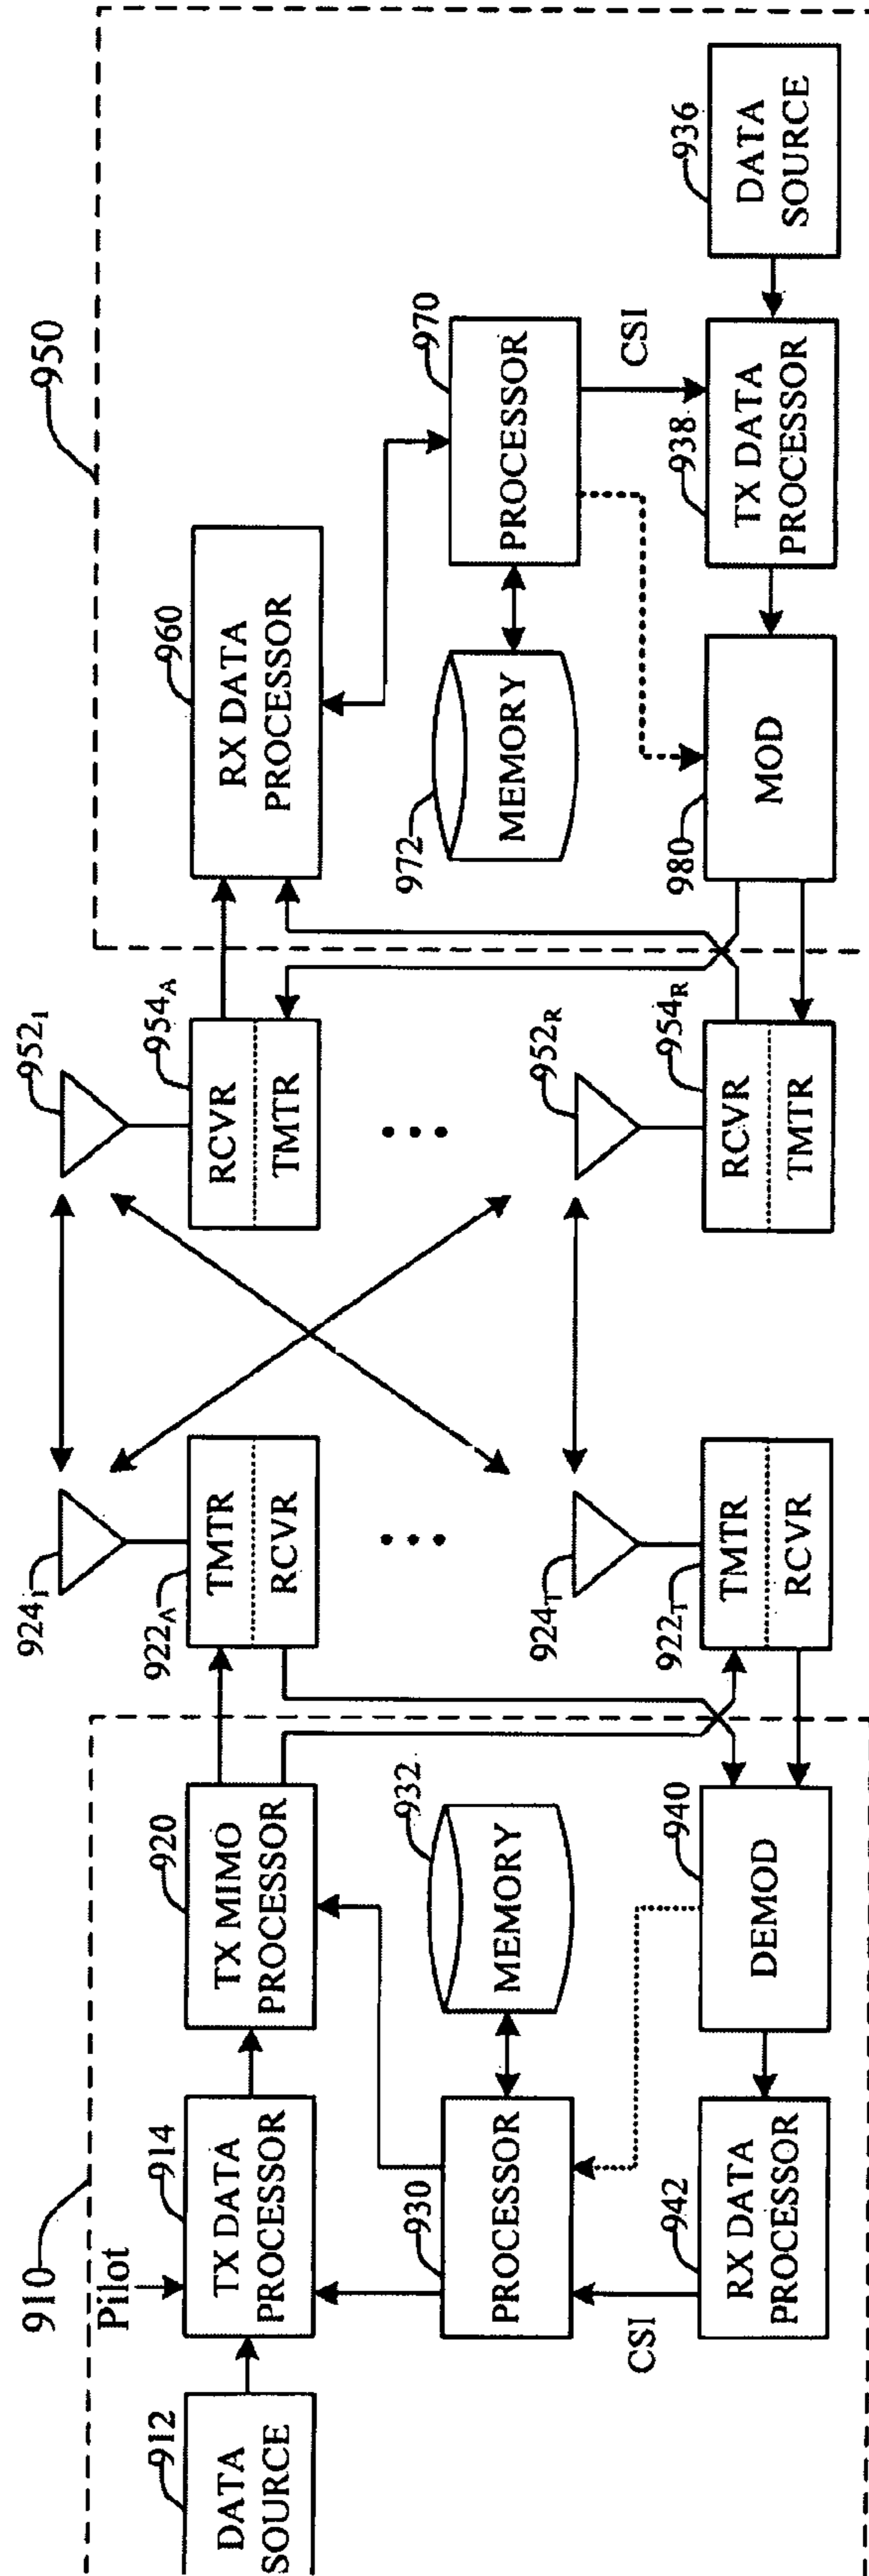 910
950
Pilot
912
DATA
SOURCE
914
TX DATA
PROCESSOR
920
TX MIMO
PROCESSOR
924₁
922A
TMTR
RCVR
952₁
954A
RCVR
TMTR
960
RX DATA
PROCESSOR
930
PROCESSOR
932
MEMORY
924T
952R
972
MEMORY
970
PROCESSOR
CSI
CSI
942
RX DATA
PROCESSOR
940
DEMOD
922T
TMTR
RCVR
954R
RCVR
TMTR
980
MOD
938
TX DATA
PROCESSOR
936
DATA
SOURCE